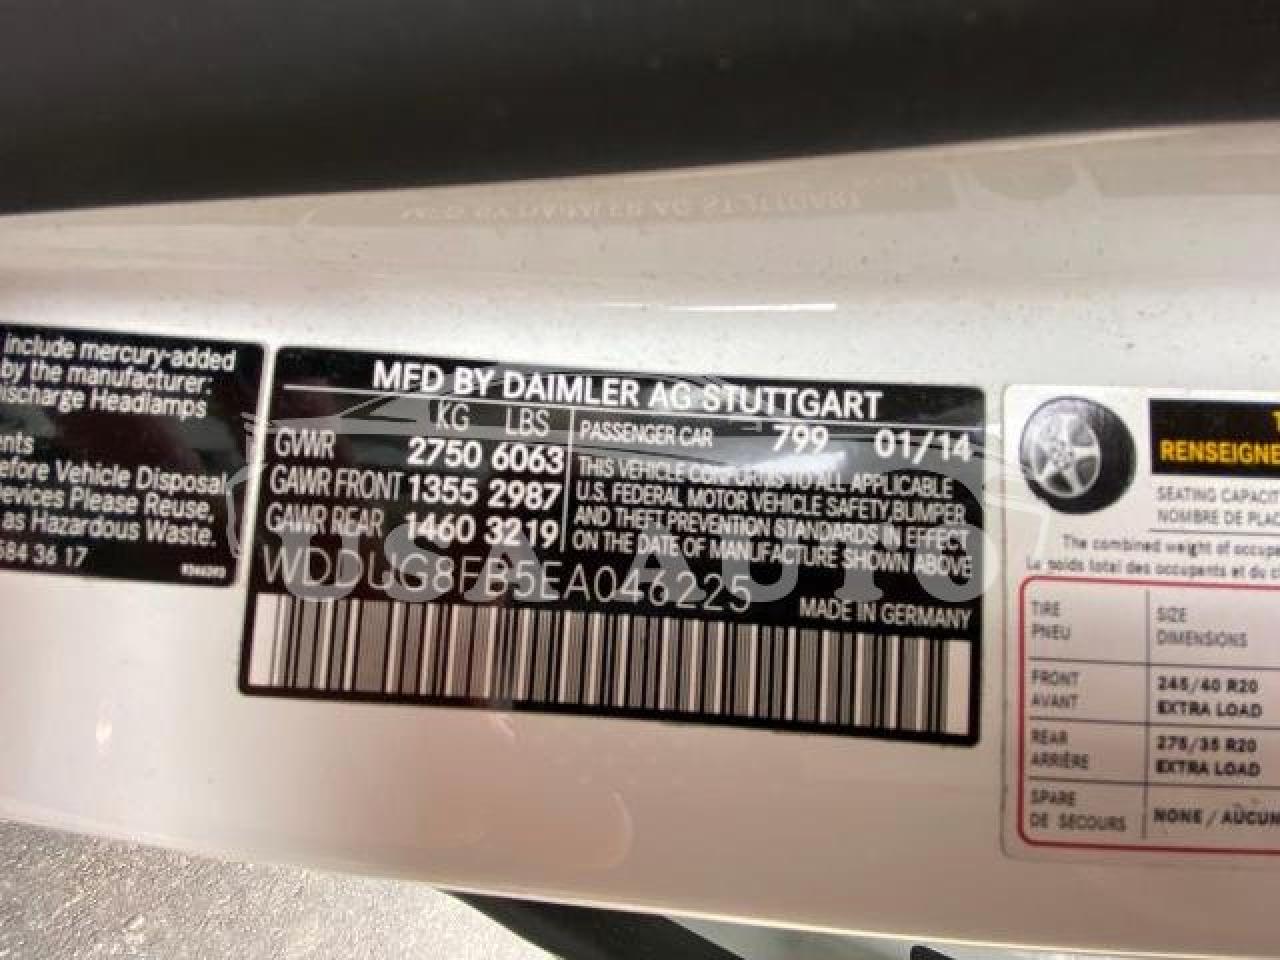 include mercury-added
by the manufacturer:
ischarge Headlamps
ents
efore Vehicle Disposal
evices Please Reuse,
as Hazardous Waste.
584 36 17
MFD BY DAIMLER AG STUTTGART
KG LBS
GVWR 2750 6063
GAWR FRONT 1355 2987
GAWR REAR 1460 3219
PASSENGER CAR 799 01/14
THIS VEHICLE CONFORMS TO ALL APPLICABLE
U.S. FEDERAL MOTOR VEHICLE SAFETY,BUMPER
AND THEFT PREVENTION STANDARDS IN EFFECT
ON THE DATE OF MANUFACTURE SHOWN ABOVE
WDDUG8FB5EA046225
MADE IN GERMANY
USA AUTO
RENSEIGNE
SEATING CAPACIT
NOMBRE DE PLAC
The combined weight of occup
Le poids total des occupants et du c
TIRE
PNEU
SIZE
DIMENSIONS
FRONT
AVANT
245/40 R20
EXTRA LOAD
REAR
ARRIÈRE
275/35 R20
EXTRA LOAD
SPARE
DE SECOURS
NONE / AUCUN